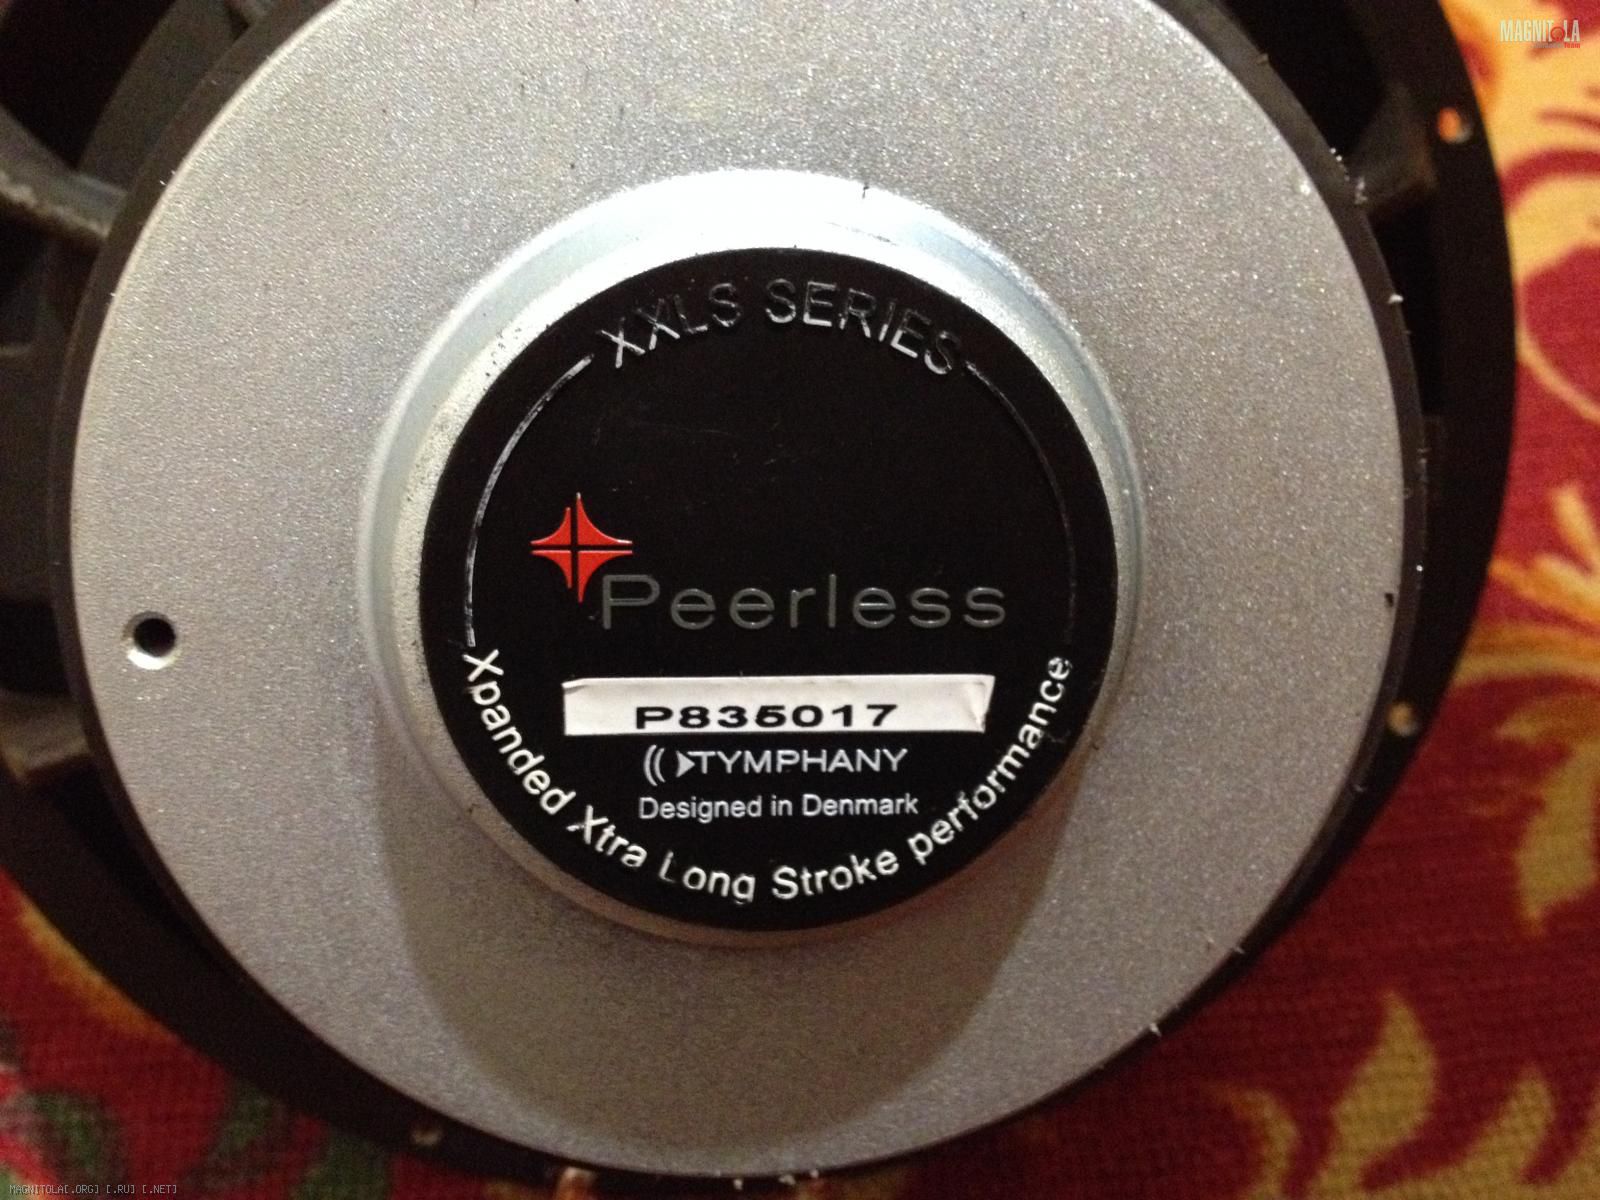 MAGNITOLA
XXLS SERIES
Peerless
P835017
TYMPHANY
Designed in Denmark
Xpanded Xtra Long Stroke performance
MAGNITOLA[.ORG] [.RU] [.NET]